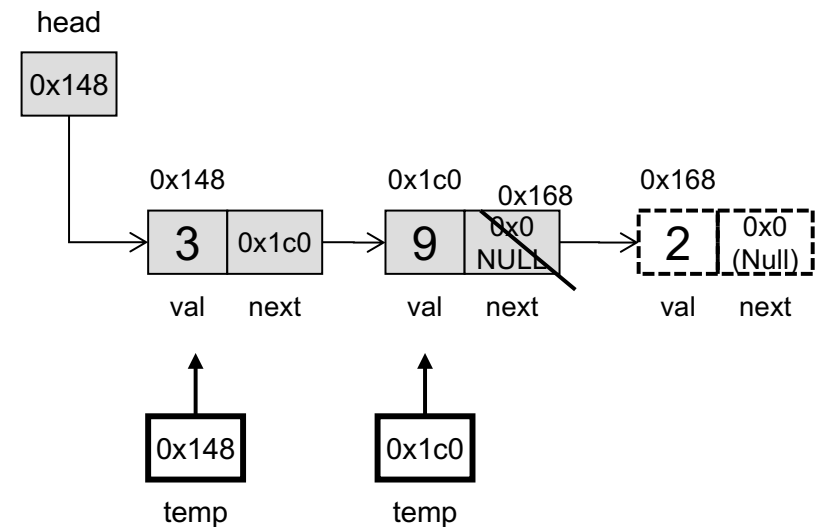 head
0x148
0x148
0x1c0
0x168
0x168
3
0x1c0
9
0x0
NULL
2
0x0
(Null)
val
next
val
next
val
next
0x148
0x1c0
temp
temp